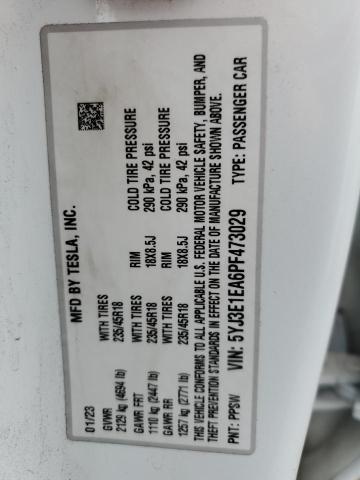 MFD BY TESLA, INC.
01/23
GVWR WITH TIRES RIM COLD TIRE PRESSURE
2129 kg (4694 lb) 235/45R18 18X8.5J 290 kPa, 42 psi
GAWR FRT WITH TIRES RIM COLD TIRE PRESSURE
1110 kg (2447 lb) 235/45R18 18X8.5J 290 kPa, 42 psi
GAWR RR
1257 kg (2771 lb) 235/45R18
THIS VEHICLE CONFORMS TO ALL APPLICABLE U.S. FEDERAL MOTOR VEHICLE SAFETY, BUMPER, AND
THEFT PREVENTION STANDARDS IN EFFECT ON THE DATE OF MANUFACTURE SHOWN ABOVE.
PNT: PPSW VIN: 5YJ3E1EA6PF473029 TYPE: PASSENGER CAR